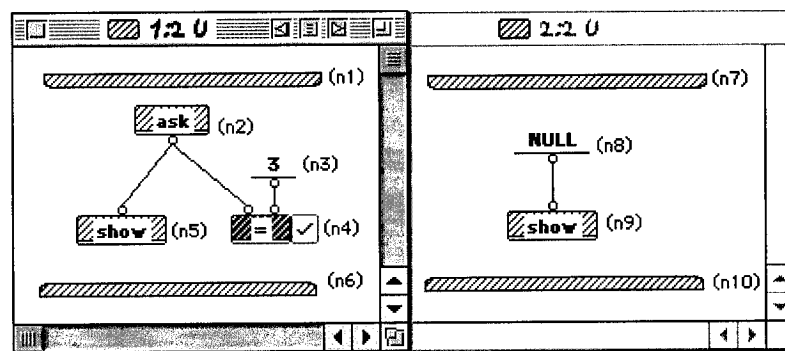 1:2 U
2:2 U
(n1)
ask (n2)
3 (n3)
show (n5)
= (n4)
(n6)
(n7)
NULL (n8)
show (n9)
(n10)